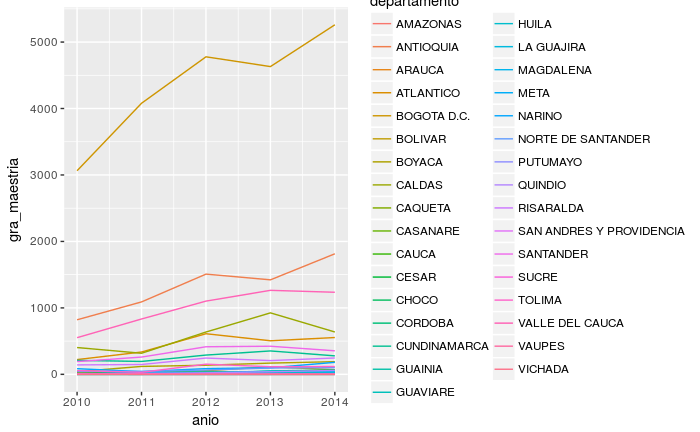 departamento
5000
4000
3000
2000
1000
0
gra_maestria
2010 2011 2012 2013 2014
anio
AMAZONAS
ANTIOQUIA
ARAUCA
ATLANTICO
BOGOTA D.C.
BOLIVAR
BOYACA
CALDAS
CAQUETA
CASANARE
CAUCA
CESAR
CHOCO
CORDOBA
CUNDINAMARCA
GUAINIA
GUAVIARE
HUILA
LA GUAJIRA
MAGDALENA
META
NARINO
NORTE DE SANTANDER
PUTUMAYO
QUINDIO
RISARALDA
SAN ANDRES Y PROVIDENCIA
SANTANDER
SUCRE
TOLIMA
VALLE DEL CAUCA
VAUPES
VICHADA